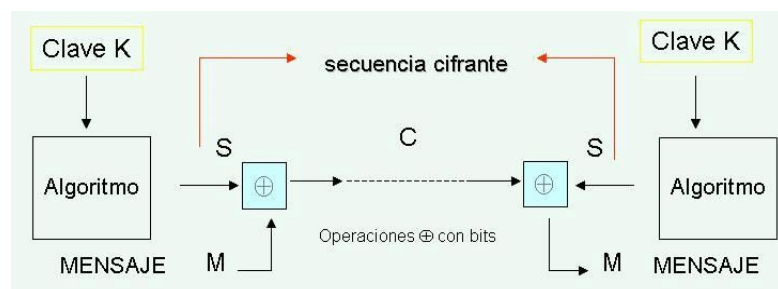 Clave K
Clave K
secuencia cifrante
S
C
S
Algoritmo
⊕
⊕
Algoritmo
Operaciones ⊕ con bits
MENSAJE M
M MENSAJE